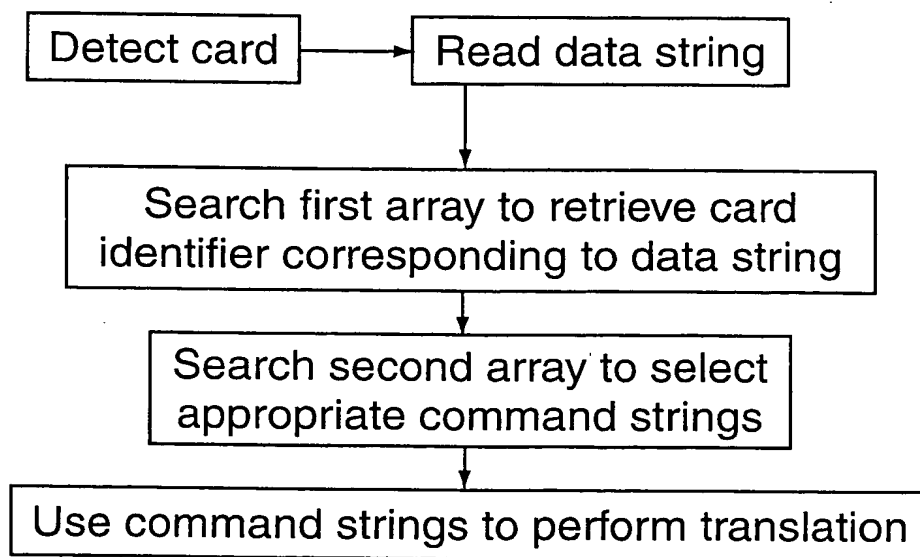 Detect card
Read data string
Search first array to retrieve card
identifier corresponding to data string
Search second array to select
appropriate command strings
Use command strings to perform translation